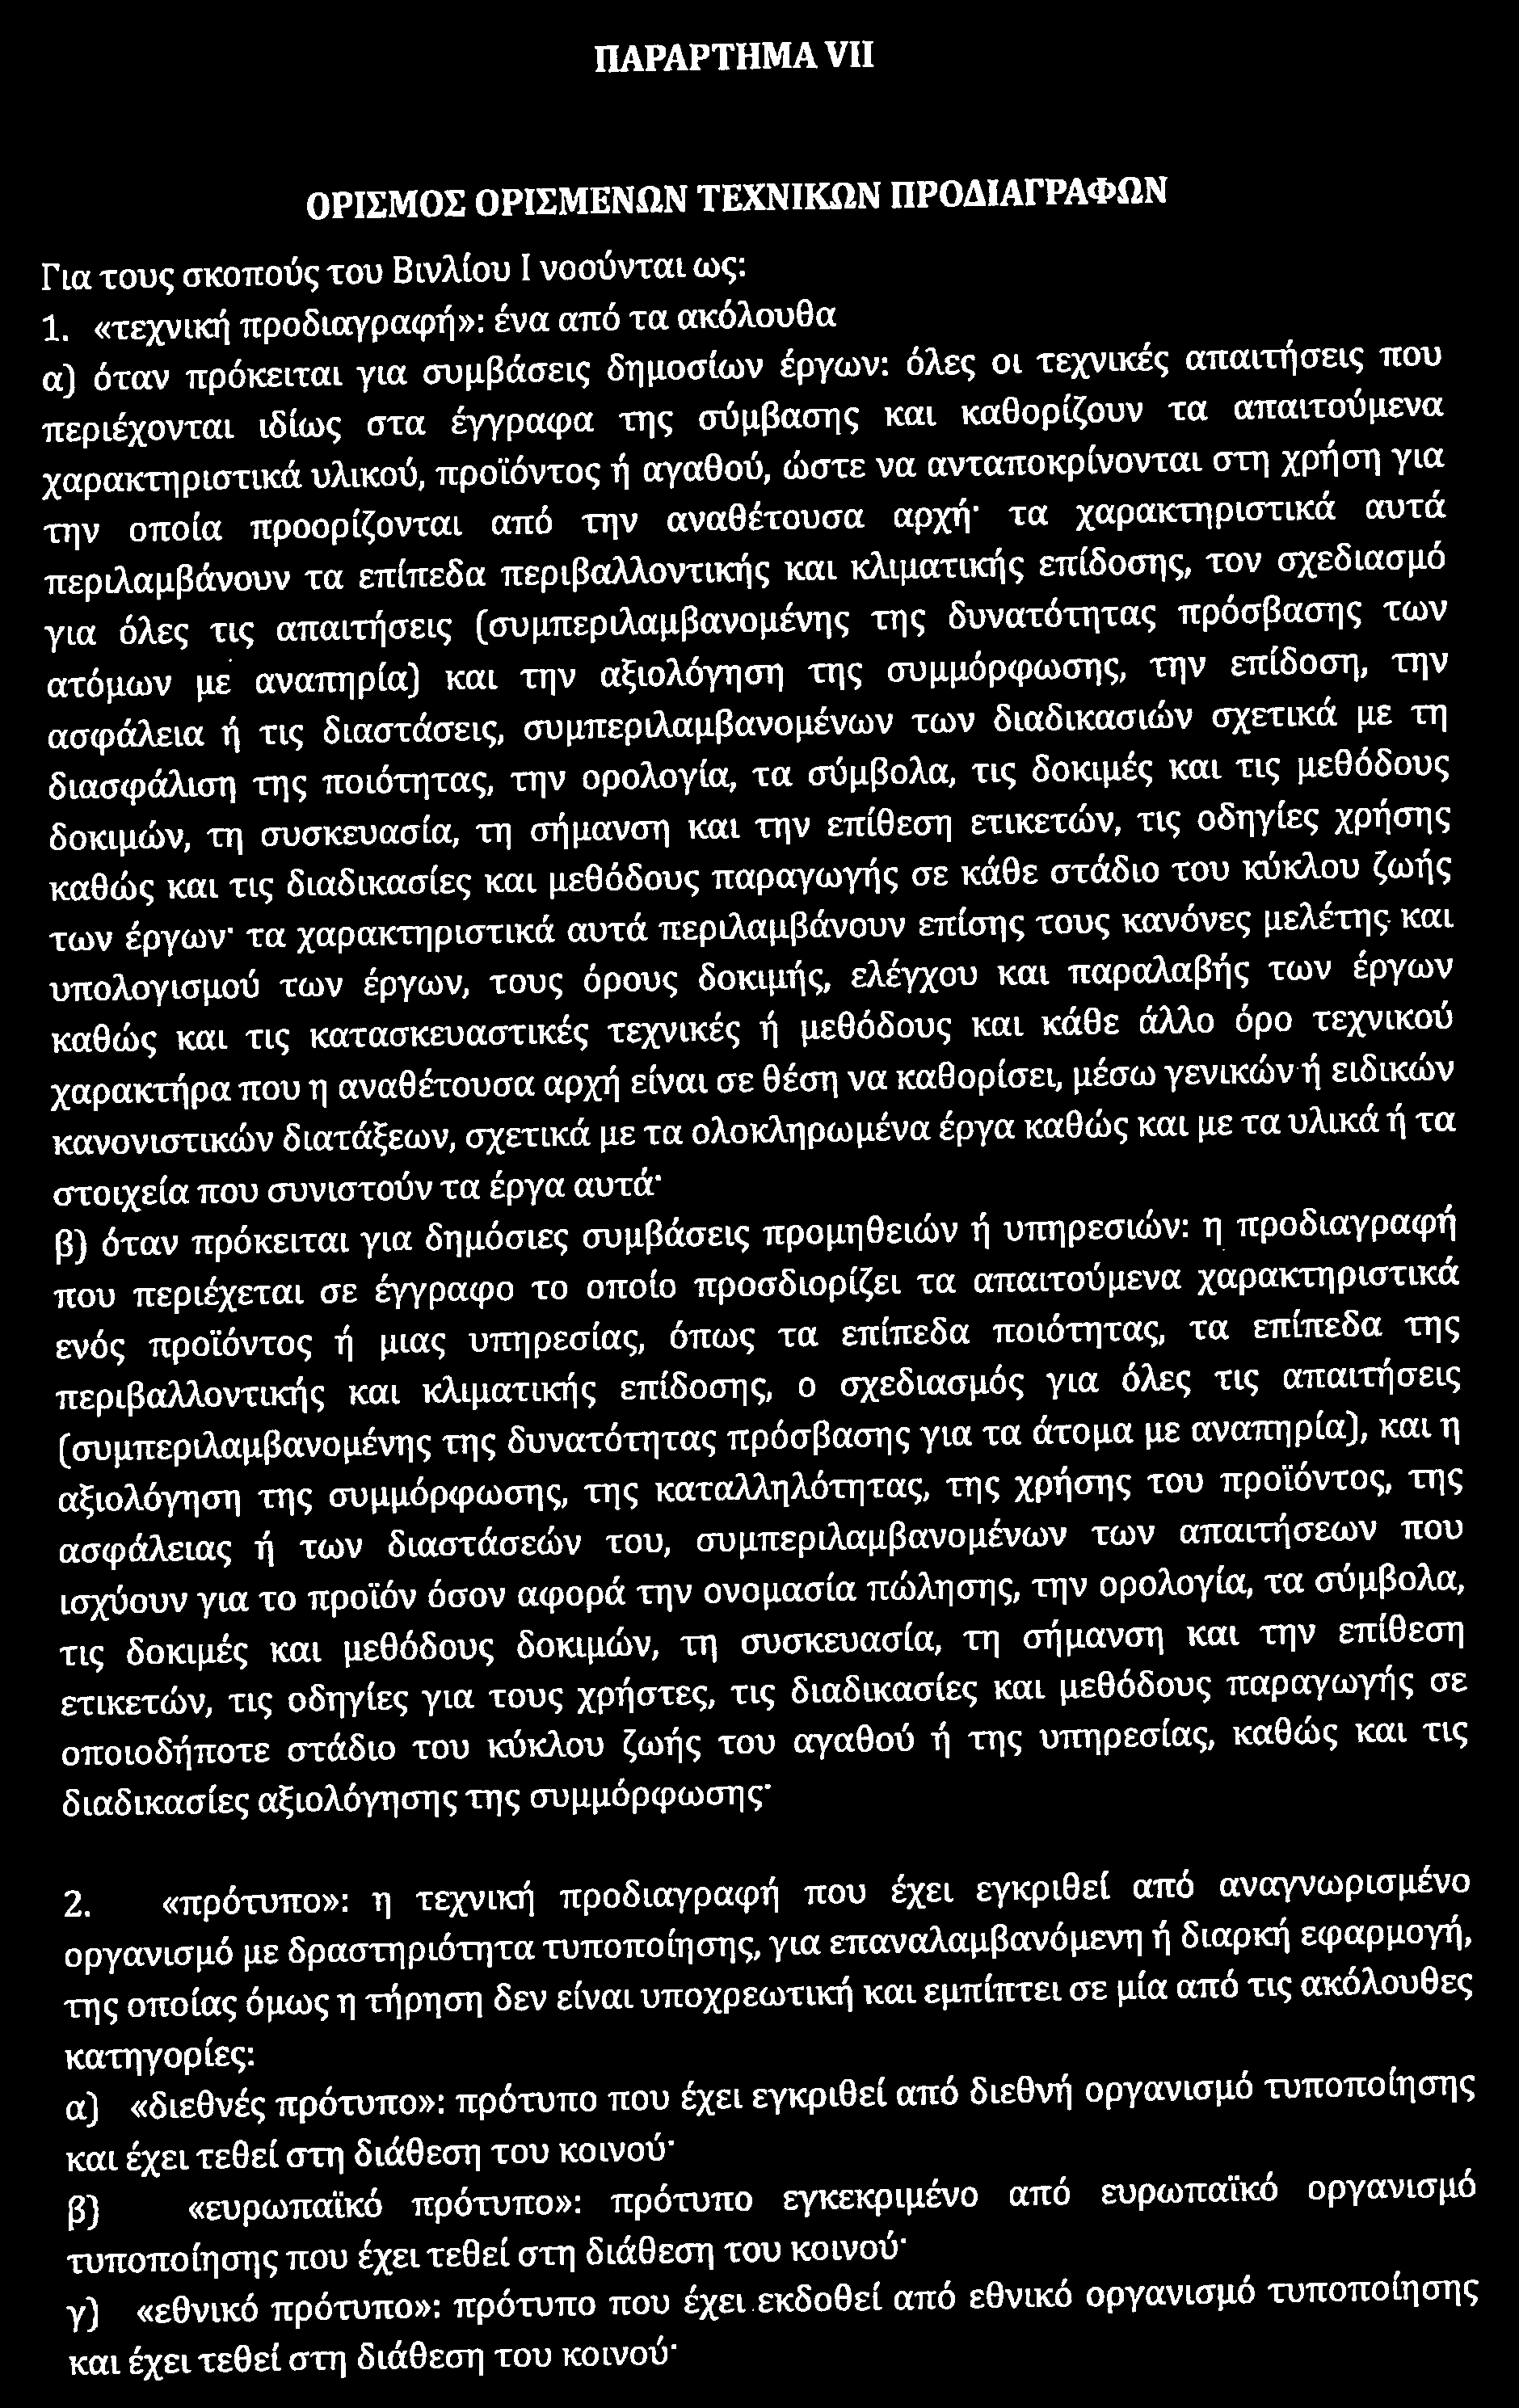 ΠΑΡΑΡΤΗΜΑ VII
ΟΡΙΣΜΟΣ ΟΡΙΣΜΕΝΩΝ ΤΕΧΝΙΚΩΝ ΠΡΟΔΙΑΓΡΑΦΩΝ
Για τους σκοπούς του Βινλίου Ι νοούνται ως:
1. «τεχνική προδιαγραφή»: ένα από τα ακόλουθα
α) όταν πρόκειται για συμβάσεις δημοσίων έργων: όλες οι τεχνικές απαιτήσεις που
περιέχονται ιδίως στα έγγραφα της σύμβασης και καθορίζουν τα απαιτούμενα
χαρακτηριστικά υλικού, προϊόντος ή αγαθού, ώστε να ανταποκρίνονται στη χρήση για
την οποία προορίζονται από την αναθέτουσα αρχή· τα χαρακτηριστικά αυτά
περιλαμβάνουν τα επίπεδα περιβαλλοντικής και κλιματικής επίδοσης, τον σχεδιασμό
για όλες τις απαιτήσεις (συμπεριλαμβανομένης της δυνατότητας πρόσβασης των
ατόμων με αναπηρία) και την αξιολόγηση της συμμόρφωσης, την επίδοση, την
ασφάλεια ή τις διαστάσεις, συμπεριλαμβανομένων των διαδικασιών σχετικά με τη
διασφάλιση της ποιότητας, την ορολογία, τα σύμβολα, τις δοκιμές και τις μεθόδους
δοκιμών, τη συσκευασία, τη σήμανση και την επίθεση ετικετών, τις οδηγίες χρήσης
καθώς και τις διαδικασίες και μεθόδους παραγωγής σε κάθε στάδιο του κύκλου ζωής
των έργων· τα χαρακτηριστικά αυτά περιλαμβάνουν επίσης τους κανόνες μελέτης και
υπολογισμού των έργων, τους όρους δοκιμής, ελέγχου και παραλαβής των έργων
καθώς και τις κατασκευαστικές τεχνικές ή μεθόδους και κάθε άλλο όρο τεχνικού
χαρακτήρα που η αναθέτουσα αρχή είναι σε θέση να καθορίσει, μέσω γενικών ή ειδικών
κανονιστικών διατάξεων, σχετικά με τα ολοκληρωμένα έργα καθώς και με τα υλικά ή τα
στοιχεία που συνιστούν τα έργα αυτά·
β) όταν πρόκειται για δημόσιες συμβάσεις προμηθειών ή υπηρεσιών: η προδιαγραφή
που περιέχεται σε έγγραφο το οποίο προσδιορίζει τα απαιτούμενα χαρακτηριστικά
ενός προϊόντος ή μιας υπηρεσίας, όπως τα επίπεδα ποιότητας, τα επίπεδα της
περιβαλλοντικής και κλιματικής επίδοσης, ο σχεδιασμός για όλες τις απαιτήσεις
(συμπεριλαμβανομένης της δυνατότητας πρόσβασης για τα άτομα με αναπηρία), και η
αξιολόγηση της συμμόρφωσης, της καταλληλότητας, της χρήσης του προϊόντος, της
ασφάλειας ή των διαστάσεών του, συμπεριλαμβανομένων των απαιτήσεων που
ισχύουν για το προϊόν όσον αφορά την ονομασία πώλησης, την ορολογία, τα σύμβολα,
τις δοκιμές και μεθόδους δοκιμών, τη συσκευασία, τη σήμανση και την επίθεση
ετικετών, τις οδηγίες για τους χρήστες, τις διαδικασίες και μεθόδους παραγωγής σε
οποιοδήποτε στάδιο του κύκλου ζωής του αγαθού ή της υπηρεσίας, καθώς και τις
διαδικασίες αξιολόγησης της συμμόρφωσης·
2. «πρότυπο»: η τεχνική προδιαγραφή που έχει εγκριθεί από αναγνωρισμένο
οργανισμό με δραστηριότητα τυποποίησης, για επαναλαμβανόμενη ή διαρκή εφαρμογή,
της οποίας όμως η τήρηση δεν είναι υποχρεωτική και εμπίπτει σε μία από τις ακόλουθες
κατηγορίες:
α) «διεθνές πρότυπο»: πρότυπο που έχει εγκριθεί από διεθνή οργανισμό τυποποίησης
και έχει τεθεί στη διάθεση του κοινού·
β) «ευρωπαϊκό πρότυπο»: πρότυπο εγκεκριμένο από ευρωπαϊκό οργανισμό
τυποποίησης που έχει τεθεί στη διάθεση του κοινού·
γ) «εθνικό πρότυπο»: πρότυπο που έχει εκδοθεί από εθνικό οργανισμό τυποποίησης
και έχει τεθεί στη διάθεση του κοινού·